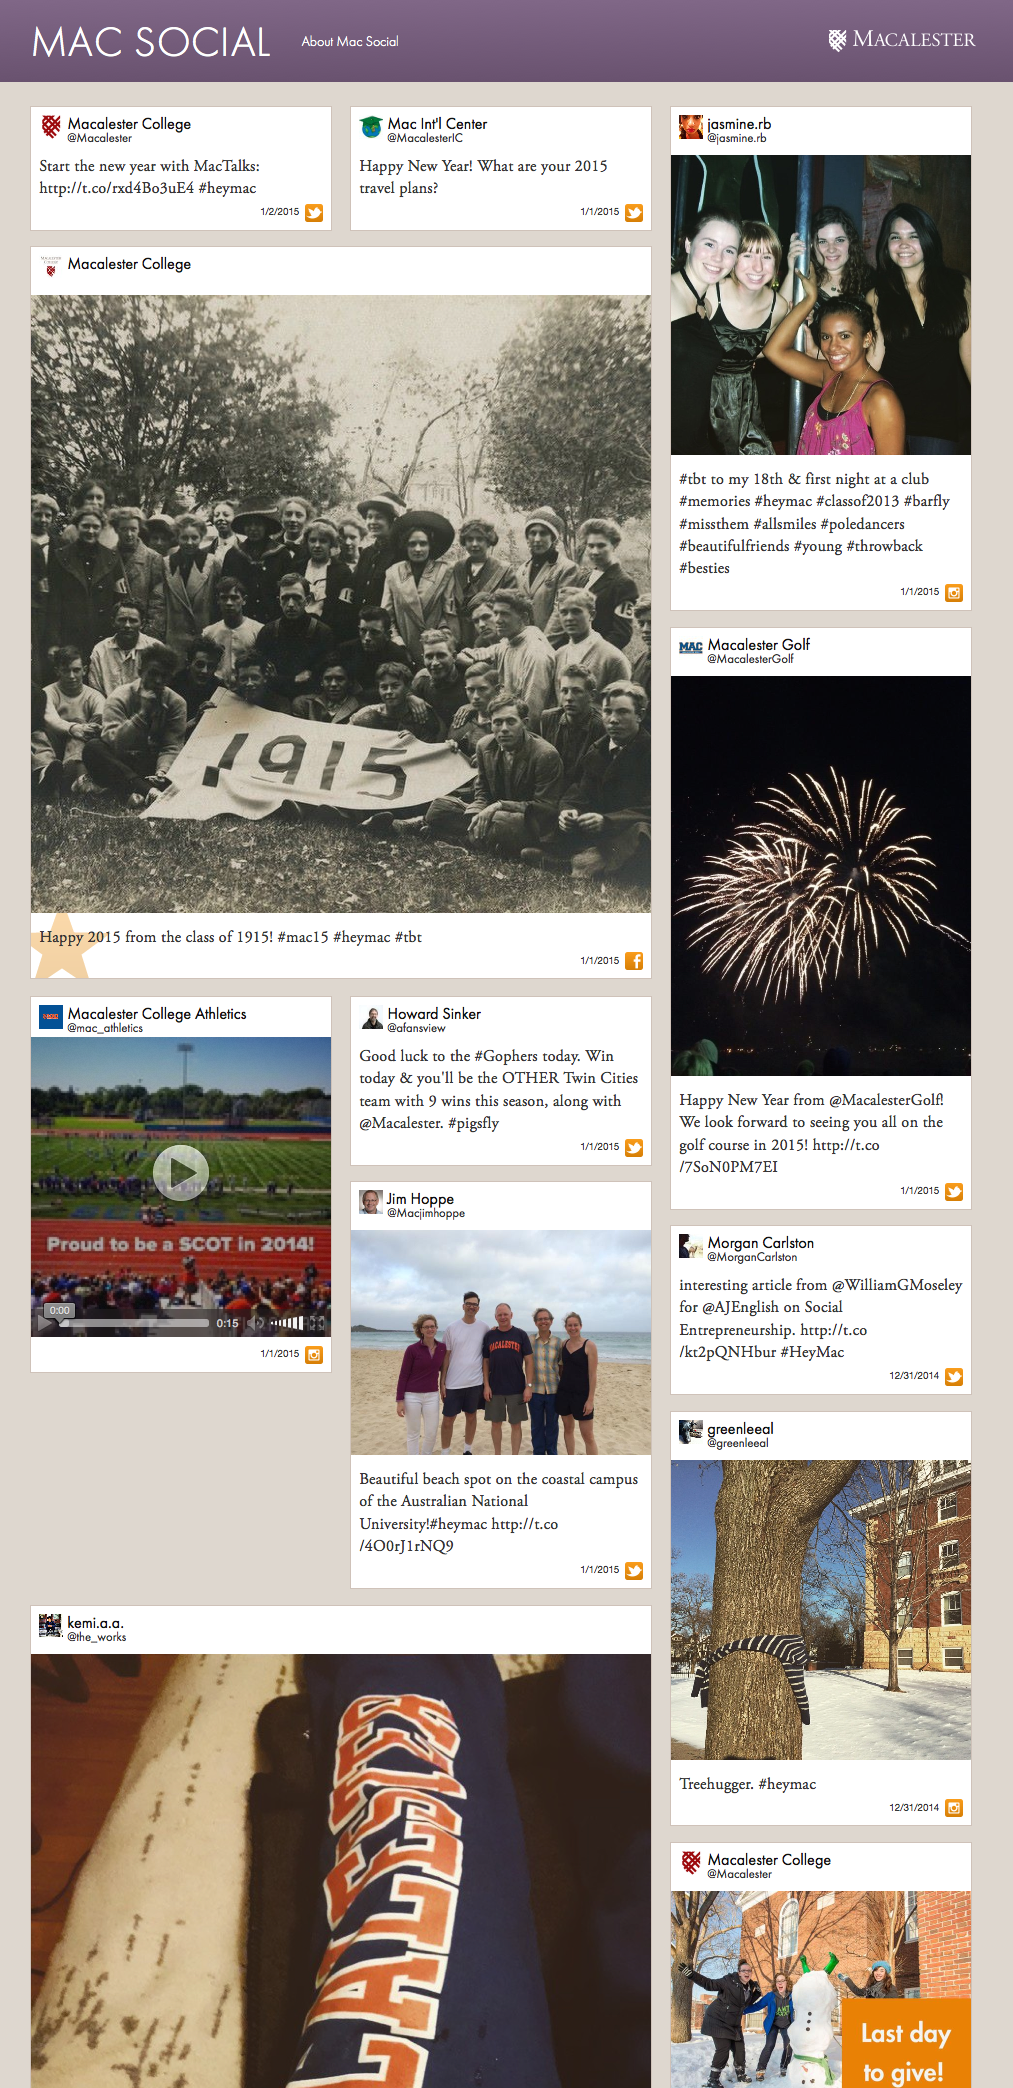 MAC SOCIAL
About Mac Social
MACALESTER
Macalester College
@Macalester
Start the new year with MacTalks:
http://t.co/rxd4Bo3uE4 #heymac
1/2/2015
Mac Int'l Center
@MacalesterIC
Happy New Year! What are your 2015
travel plans?
1/1/2015
jasmine.rb
@jasmine.rb
#tbt to my 18th & first night at a club
#memories #heymac #classof2013 #barfly
#missthem #allsmiles #poledancers
#beautifulfriends #young #throwback
#besties
1/1/2015
Macalester College
1915
15
Happy 2015 from the class of 1915! #mac15 #heymac #tbt
1/1/2015
MAC
Macalester Golf
@MacalesterGolf
Happy New Year from @MacalesterGolf!
We look forward to seeing you all on the
golf course in 2015! http://t.co
/7SoN0PM7EI
1/1/2015
Macalester College Athletics
@mac_athletics
Proud to be a SCOT in 2014!
0:00
0:15
1/1/2015
Howard Sinker
@afansview
Good luck to the #Gophers today. Win
today & you'll be the OTHER Twin Cities
team with 9 wins this season, along with
@Macalester. #pigsfly
1/1/2015
Jim Hoppe
@Macjimhoppe
MACALESTER
Beautiful beach spot on the coastal campus
of the Australian National
University!#heymac http://t.co
/4O0rJ1rNQ9
1/1/2015
Morgan Carlston
@MorganCarlston
interesting article from @WilliamGMoseley
for @AJEnglish on Social
Entrepreneurship. http://t.co
/kt2pQNHbur #HeyMac
12/31/2014
greenleeal
@greenleeal
Treehugger. #heymac
12/31/2014
kemi.a.a.
@the_works
ALESTER
Macalester College
@Macalester
Last day
to give!